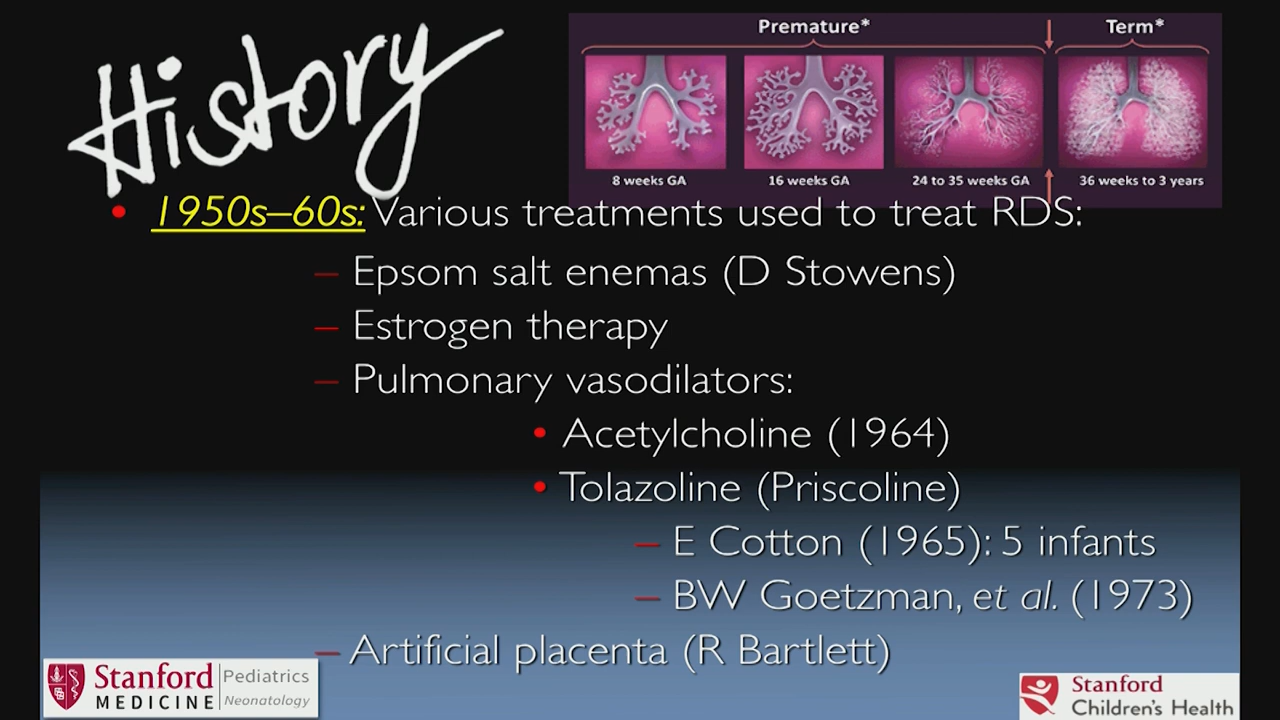 History
Premature*
Term*
8 weeks GA
16 weeks GA
24 to 35 weeks GA
36 weeks to 3 years
• 1950s–60s: Various treatments used to treat RDS:
– Epsom salt enemas (D Stowens)
– Estrogen therapy
– Pulmonary vasodilators:
• Acetylcholine (1964)
• Tolazoline (Priscoline)
– E Cotton (1965): 5 infants
– BW Goetzman, et al. (1973)
– Artificial placenta (R Bartlett)
Stanford
MEDICINE
Pediatrics
Neonatology
Stanford
Children's Health